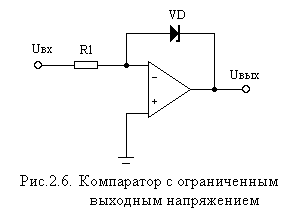 VD
Uвх
R1
Uвых
−
+
Рис.2.6. Компаратор с ограниченным
выходным напряжением